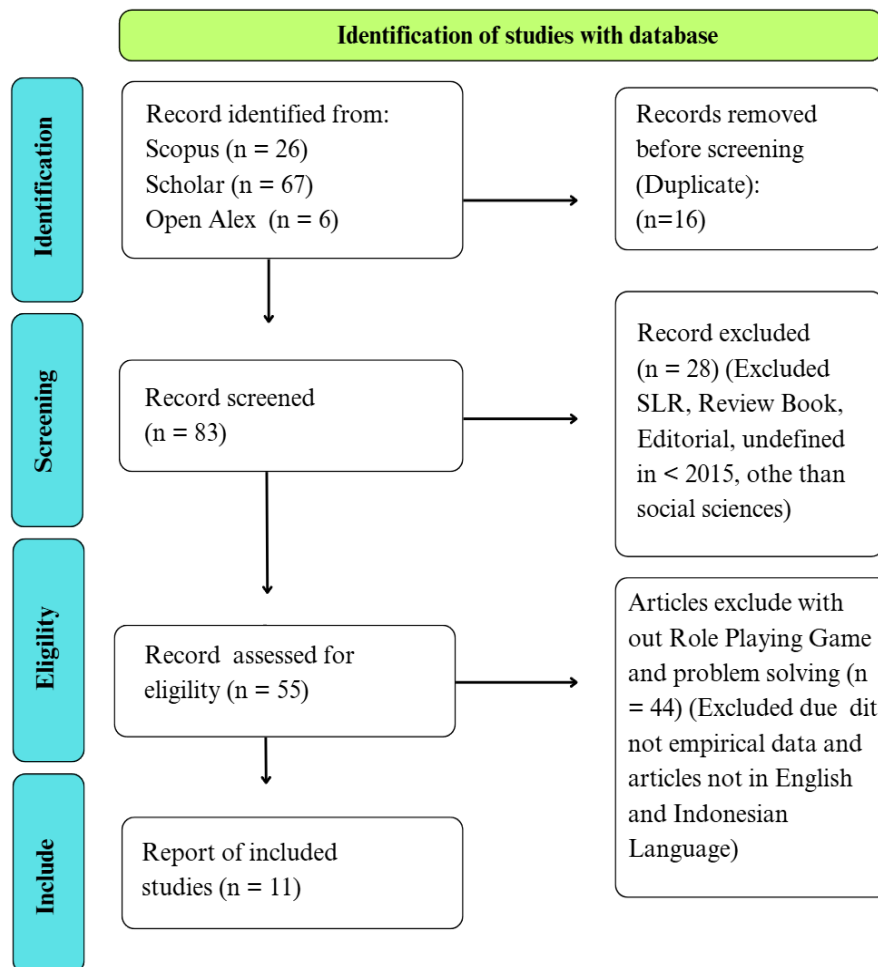 Identification of studies with database
Identification
Record identified from:
Scopus (n = 26)
Scholar (n = 67)
Open Alex (n = 6)
Records removed
before screening
(Duplicate):
(n=16)
Screening
Record screened
(n = 83)
Record excluded
(n = 28) (Excluded
SLR, Review Book,
Editorial, undefined
in < 2015, othe than
social sciences)
Eligility
Record assessed for
eligility (n = 55)
Articles exclude with
out Role Playing Game
and problem solving (n
= 44) (Excluded due dit
not empirical data and
articles not in English
and Indonesian
Language)
Include
Report of included
studies (n = 11)